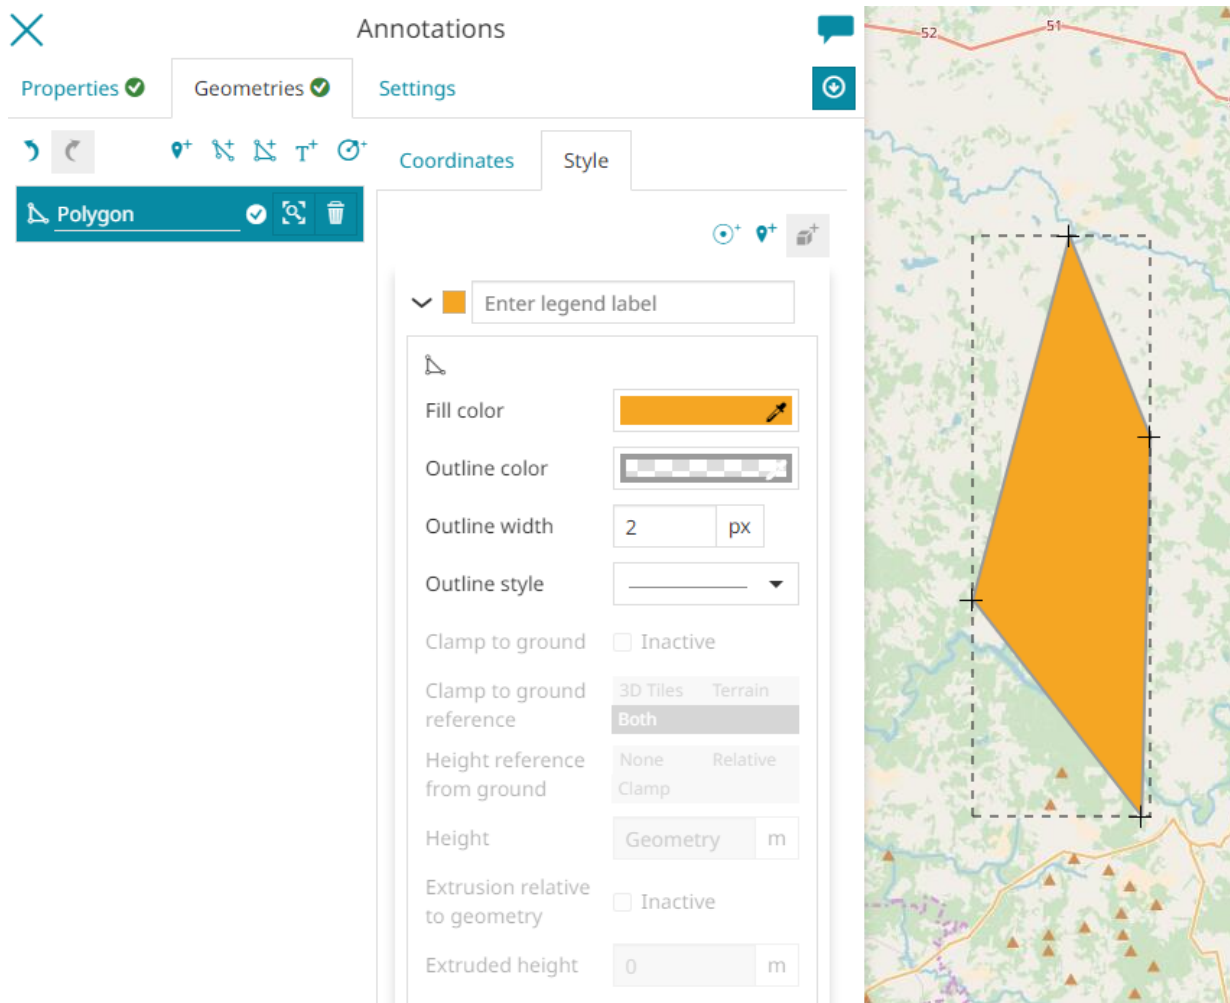 Annotations
Properties
Geometries
Settings
Coordinates
Style
Polygon
Enter legend label
Fill color
Outline color
Outline width
2
px
Outline style
Clamp to ground
Inactive
Clamp to ground
reference
3D Tiles
Terrain
Both
Height reference
from ground
None
Relative
Clamp
Height
Geometry
m
Extrusion relative
to geometry
Inactive
Extruded height
0
m
52
51